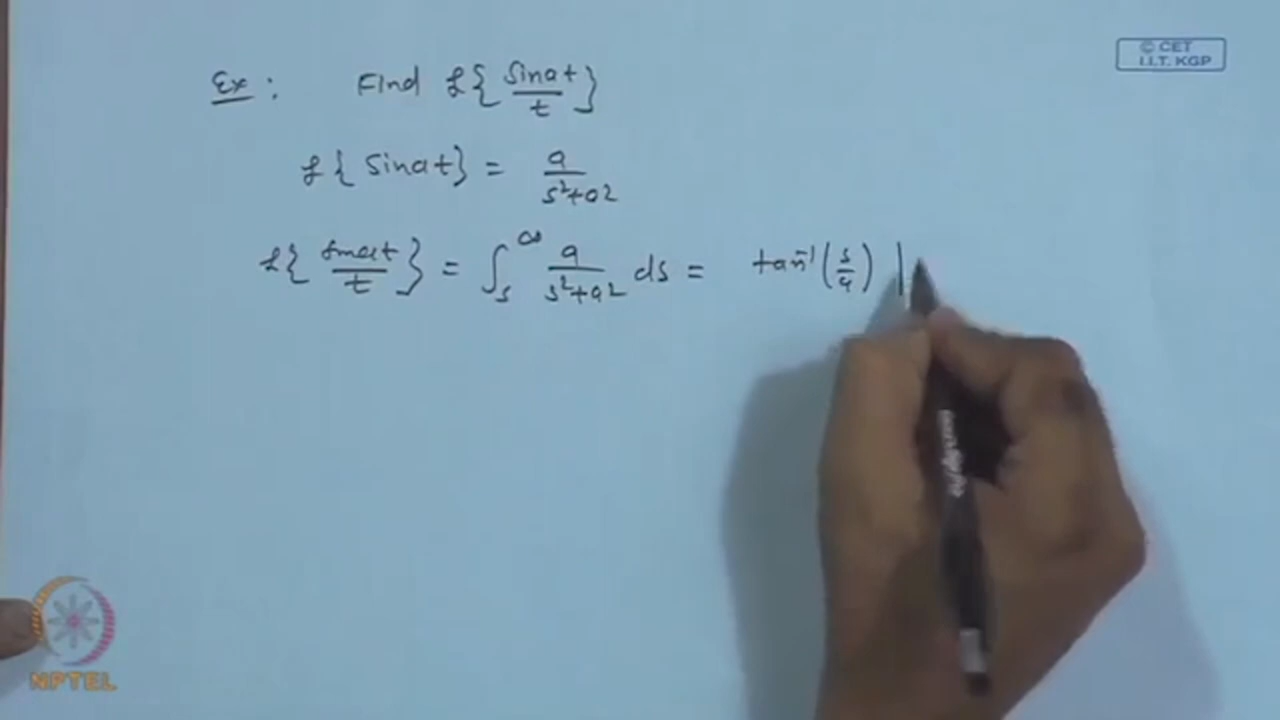 © CET
I.I.T. KGP
Ex : Find ℒ{ sin at / t }
ℒ{ sin at } = a / s²+a²
ℒ{ sin at / t } = ∫ₛ^∞ a / s²+a² ds = tan⁻¹(s/a) |
NPTEL